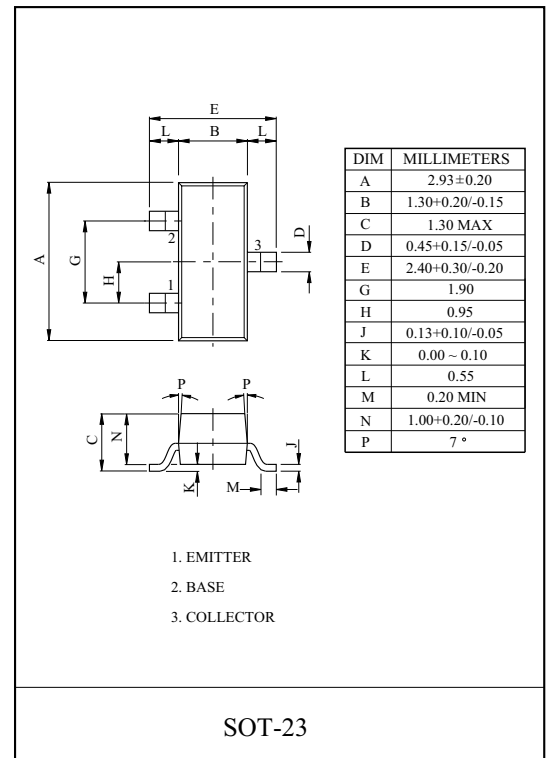 E
L B L
DIM MILLIMETERS
A 2.93±0.20
B 1.30+0.20/-0.15
C 1.30 MAX
D 0.45+0.15/-0.05
E 2.40+0.30/-0.20
G 1.90
H 0.95
J 0.13+0.10/-0.05
K 0.00 ~ 0.10
L 0.55
M 0.20 MIN
N 1.00+0.20/-0.10
P 7 °
2 3 D
A G H
1
P P
C N J
K M
1. EMITTER
2. BASE
3. COLLECTOR
SOT-23